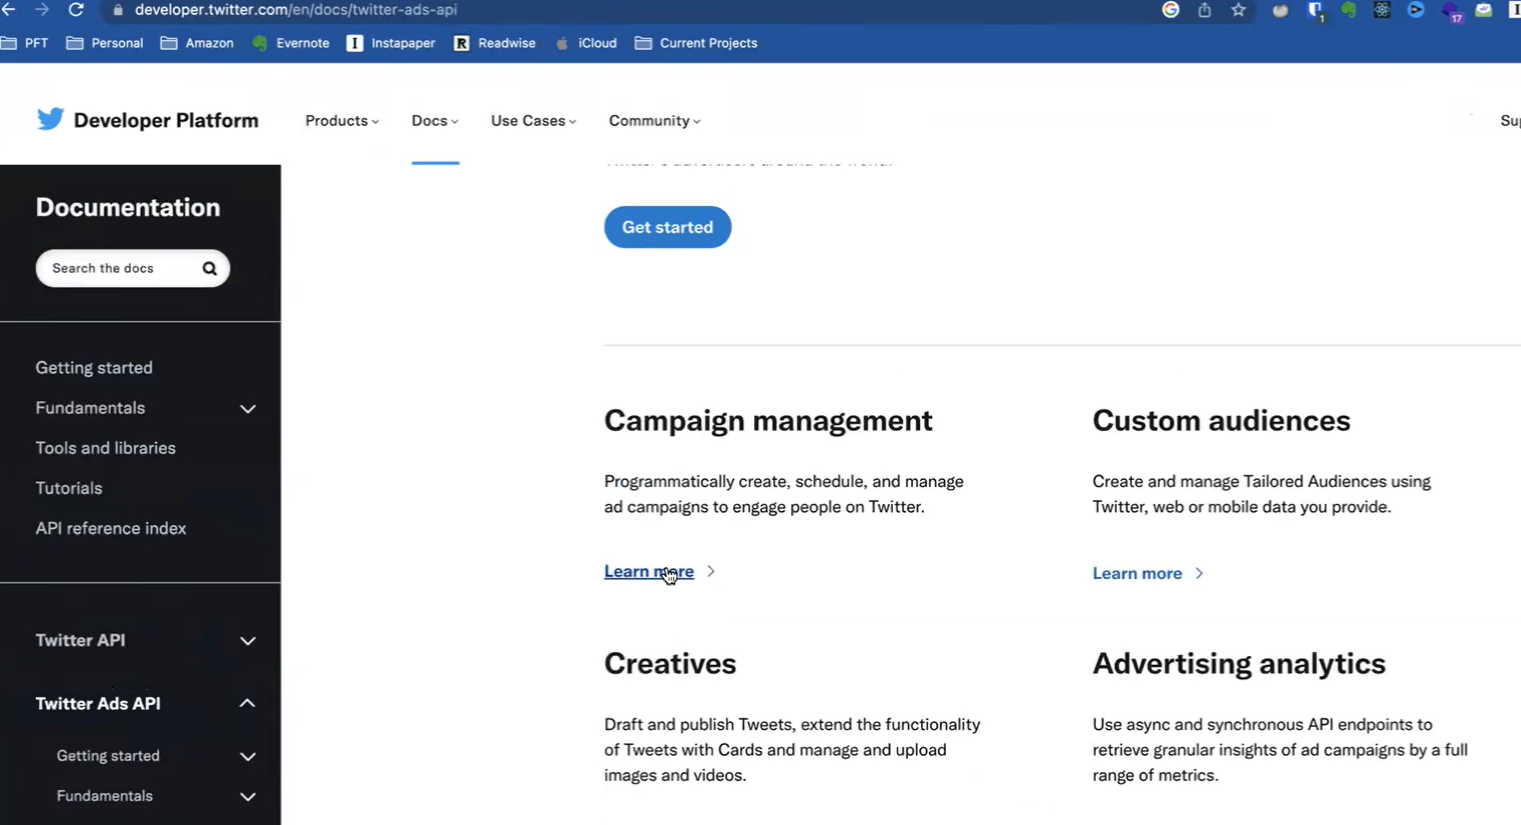 developer.twitter.com/en/docs/twitter-ads-api
1
17
PFT Personal Amazon Evernote I Instapaper R Readwise iCloud Current Projects
Developer Platform
Products Docs Use Cases Community
Documentation
Search the docs
Getting started
Fundamentals
Tools and libraries
Tutorials
API reference index
Twitter API
Twitter Ads API
Getting started
Fundamentals
Get started
Campaign management
Programmatically create, schedule, and manage
ad campaigns to engage people on Twitter.
Learn more
Custom audiences
Create and manage Tailored Audiences using
Twitter, web or mobile data you provide.
Learn more
Creatives
Draft and publish Tweets, extend the functionality
of Tweets with Cards and manage and upload
images and videos.
Advertising analytics
Use async and synchronous API endpoints to
retrieve granular insights of ad campaigns by a full
range of metrics.